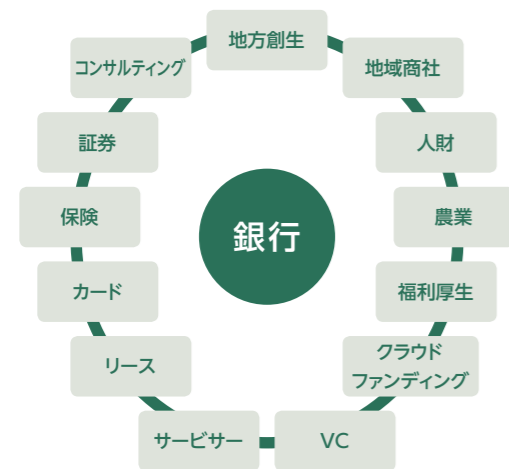 地方創生
コンサルティング
地域商社
証券
人財
保険
銀行
農業
カード
福利厚生
リース
クラウド
ファンディング
サービサー
VC